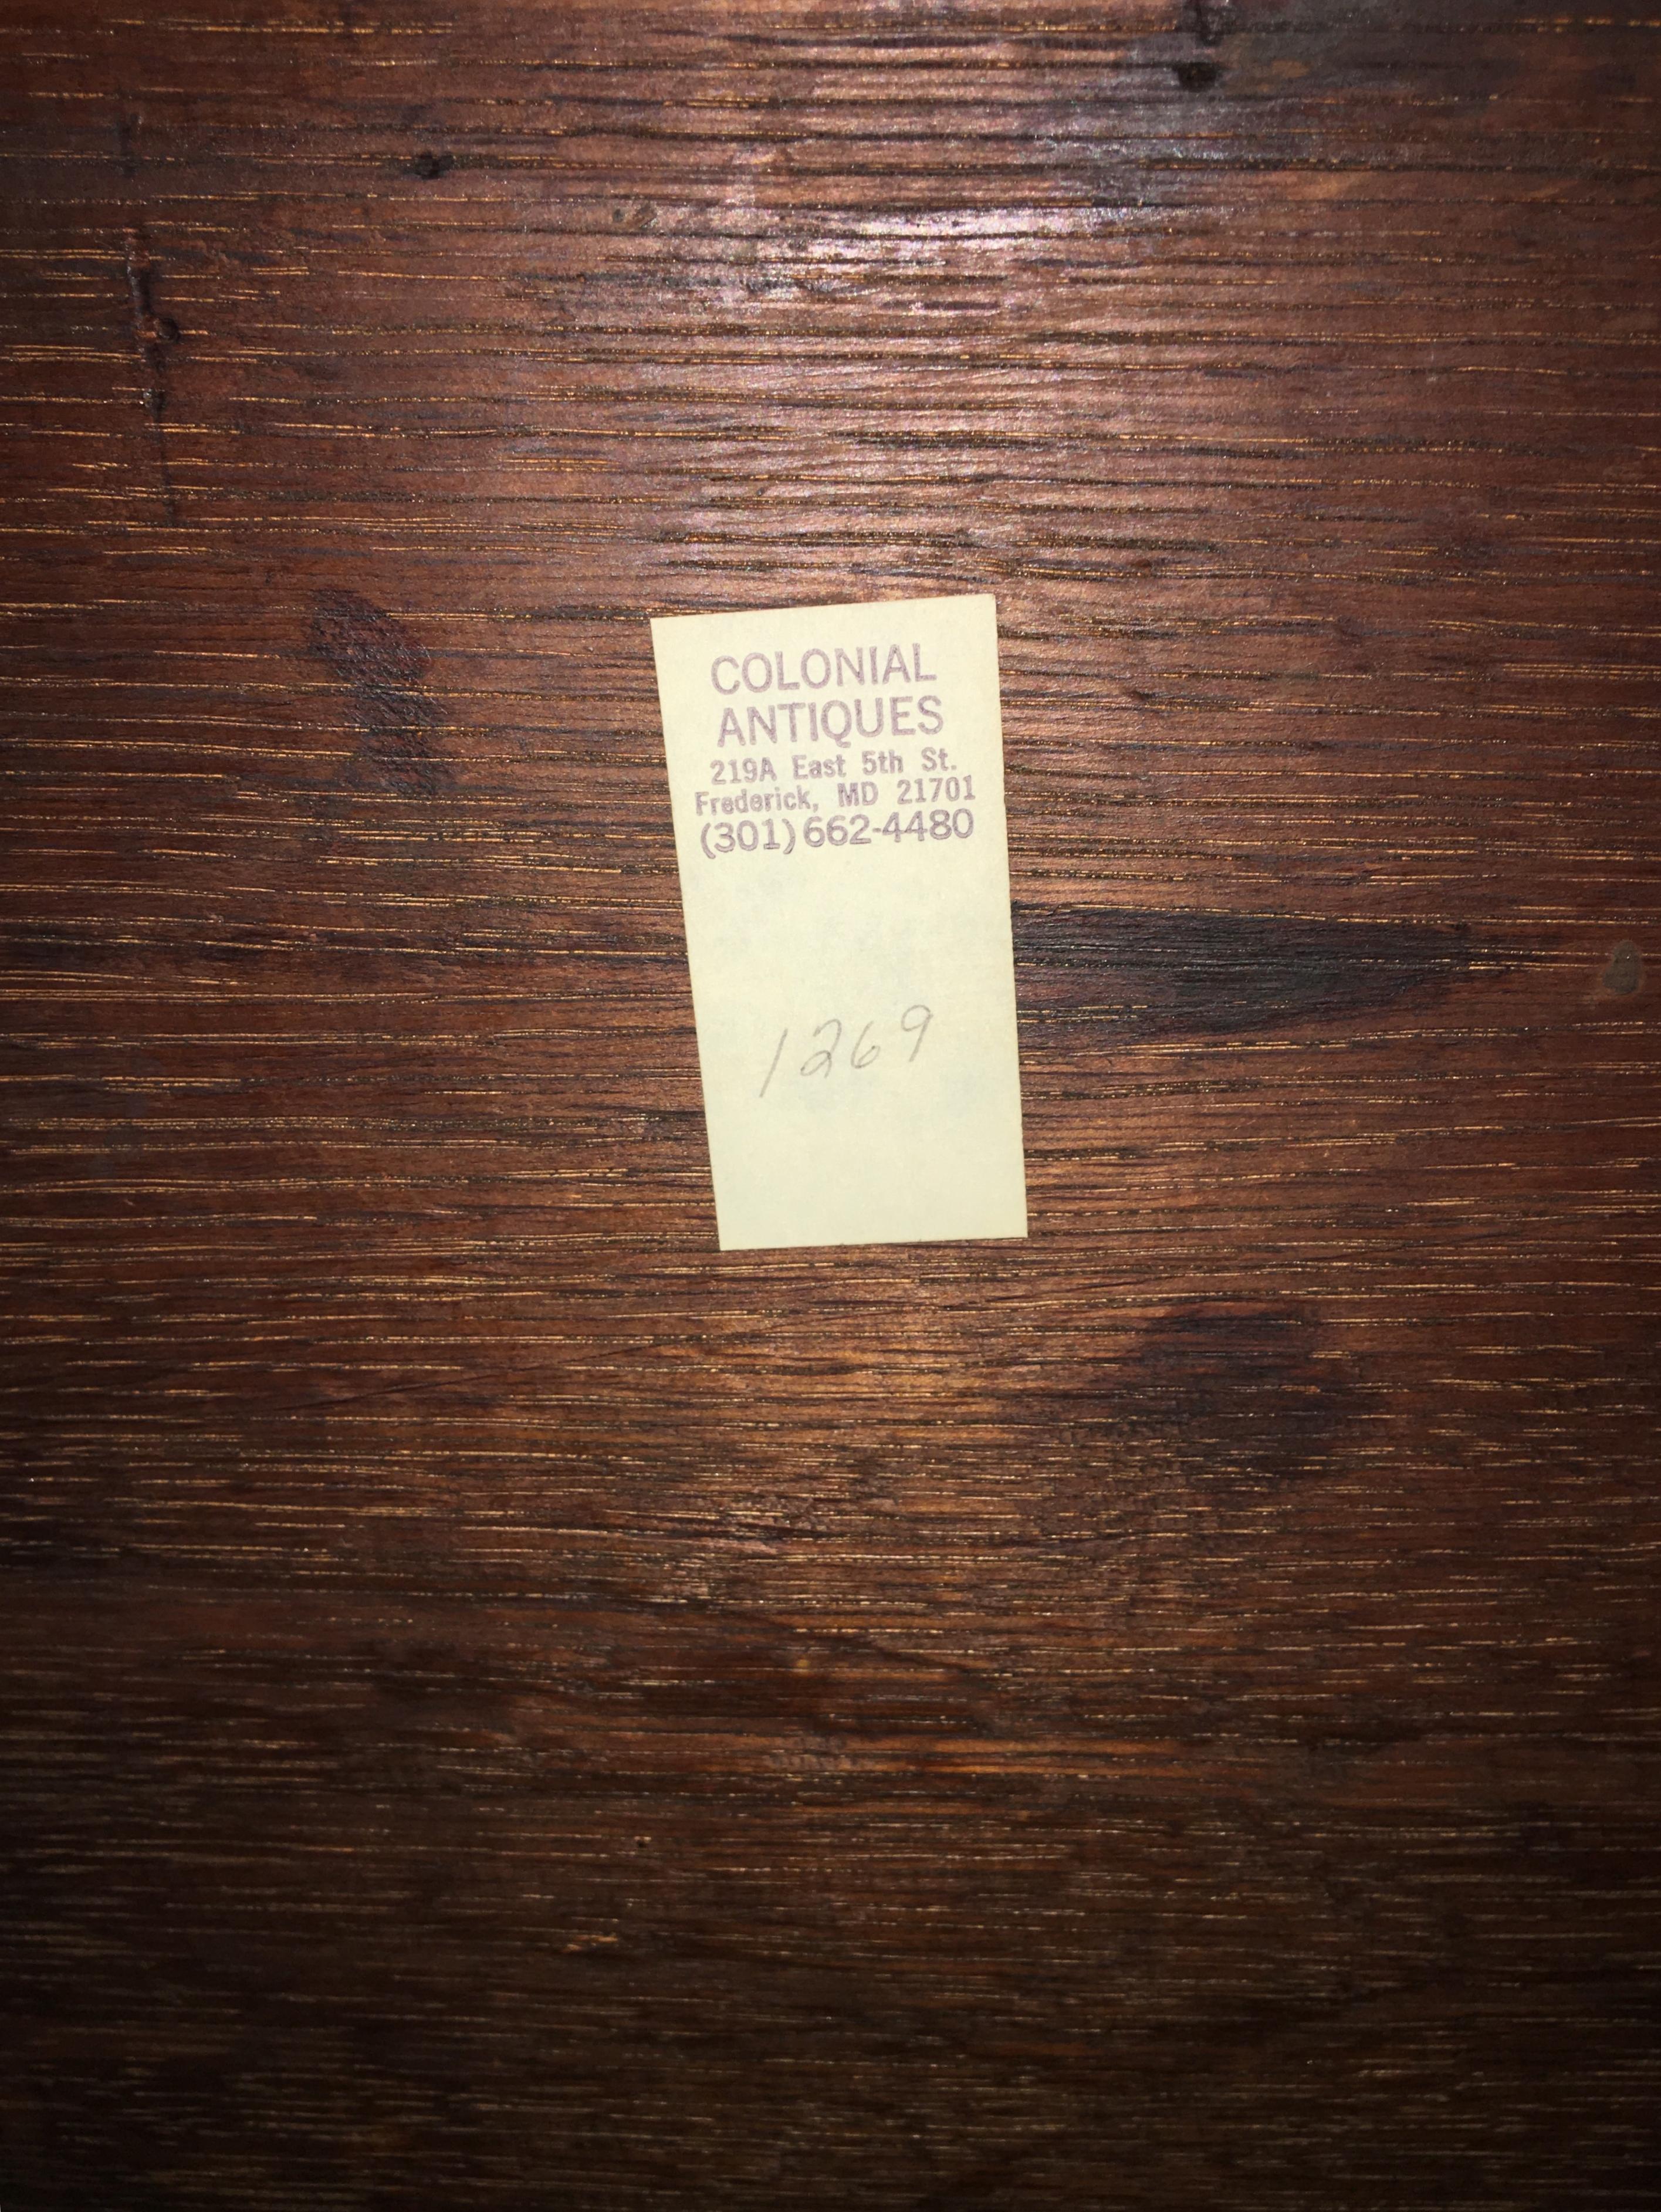 COLONIAL
ANTIQUES
219A East 5th St.
Frederick, MD 21701
(301) 662-4480
1269